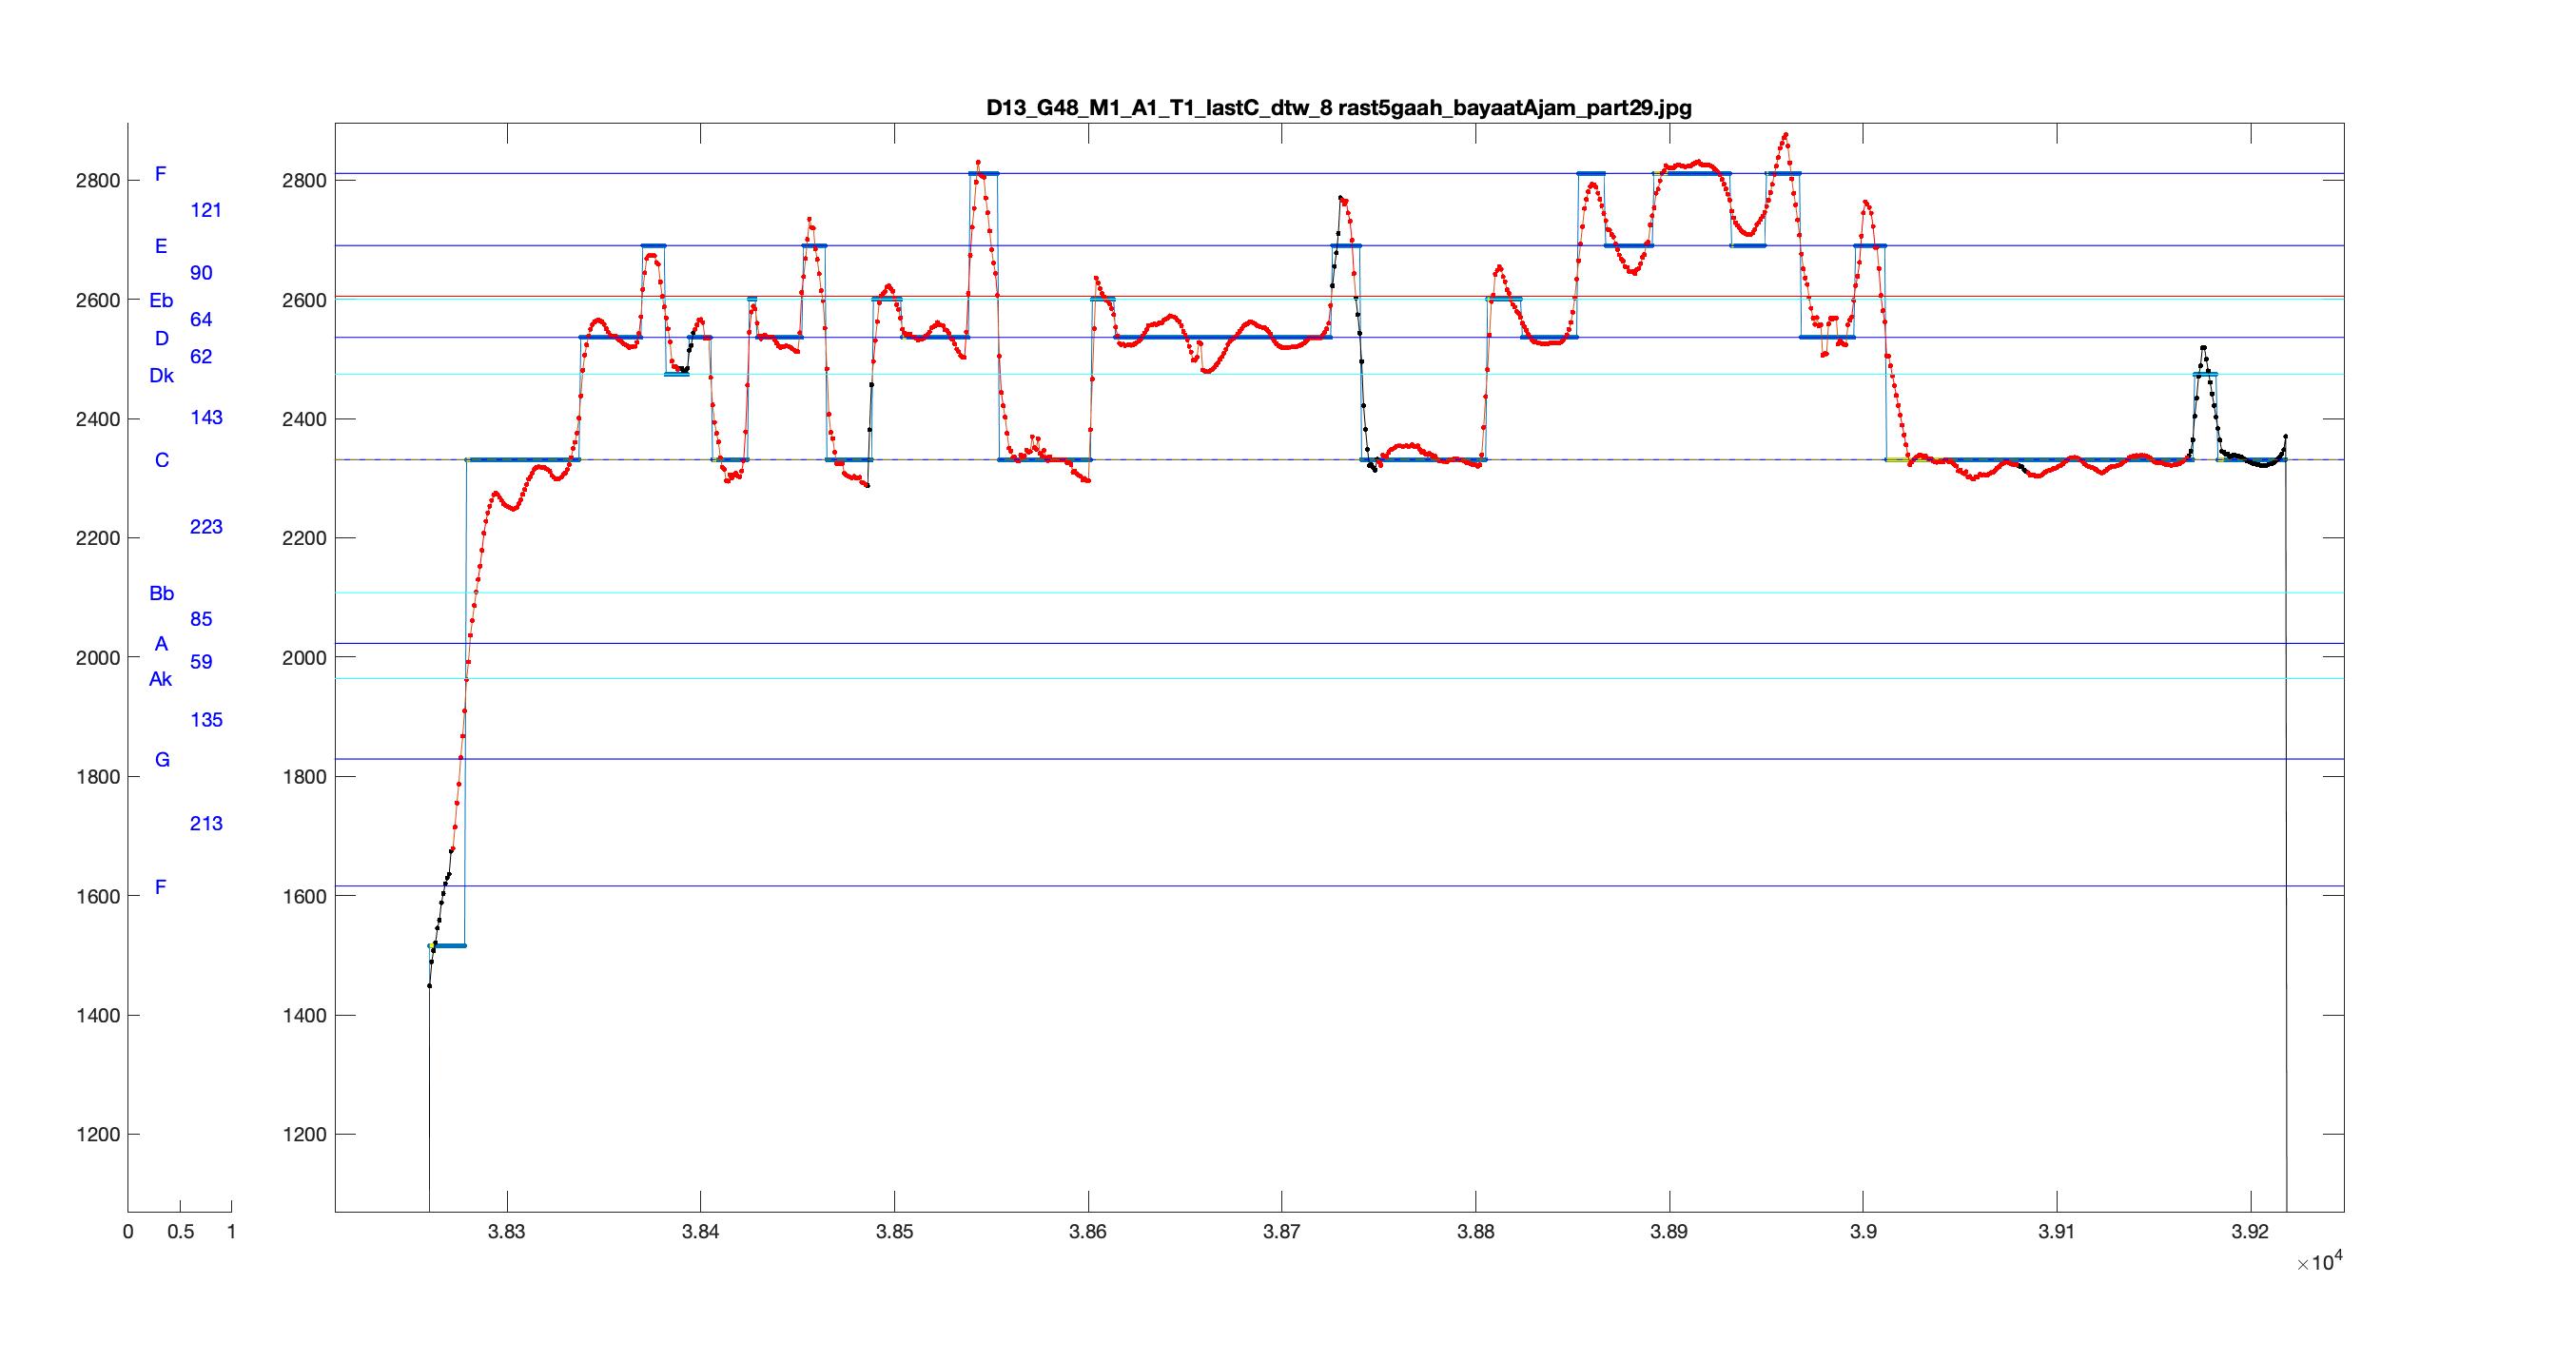 D13_G48_M1_A1_T1_lastC_dtw_8 rast5gaah_bayaatAjam_part29.jpg
2800 F 2800
121
E
90
2600 Eb 2600
64
D
62
Dk
2400 143 2400
C
2200 223 2200
Bb
85
A
2000 59 2000
Ak
135
G
1800 1800
213
F
1600 1600
1400 1400
1200 1200
0 0.5 1 3.83 3.84 3.85 3.86 3.87 3.88 3.89 3.9 3.91 3.92
×10⁴